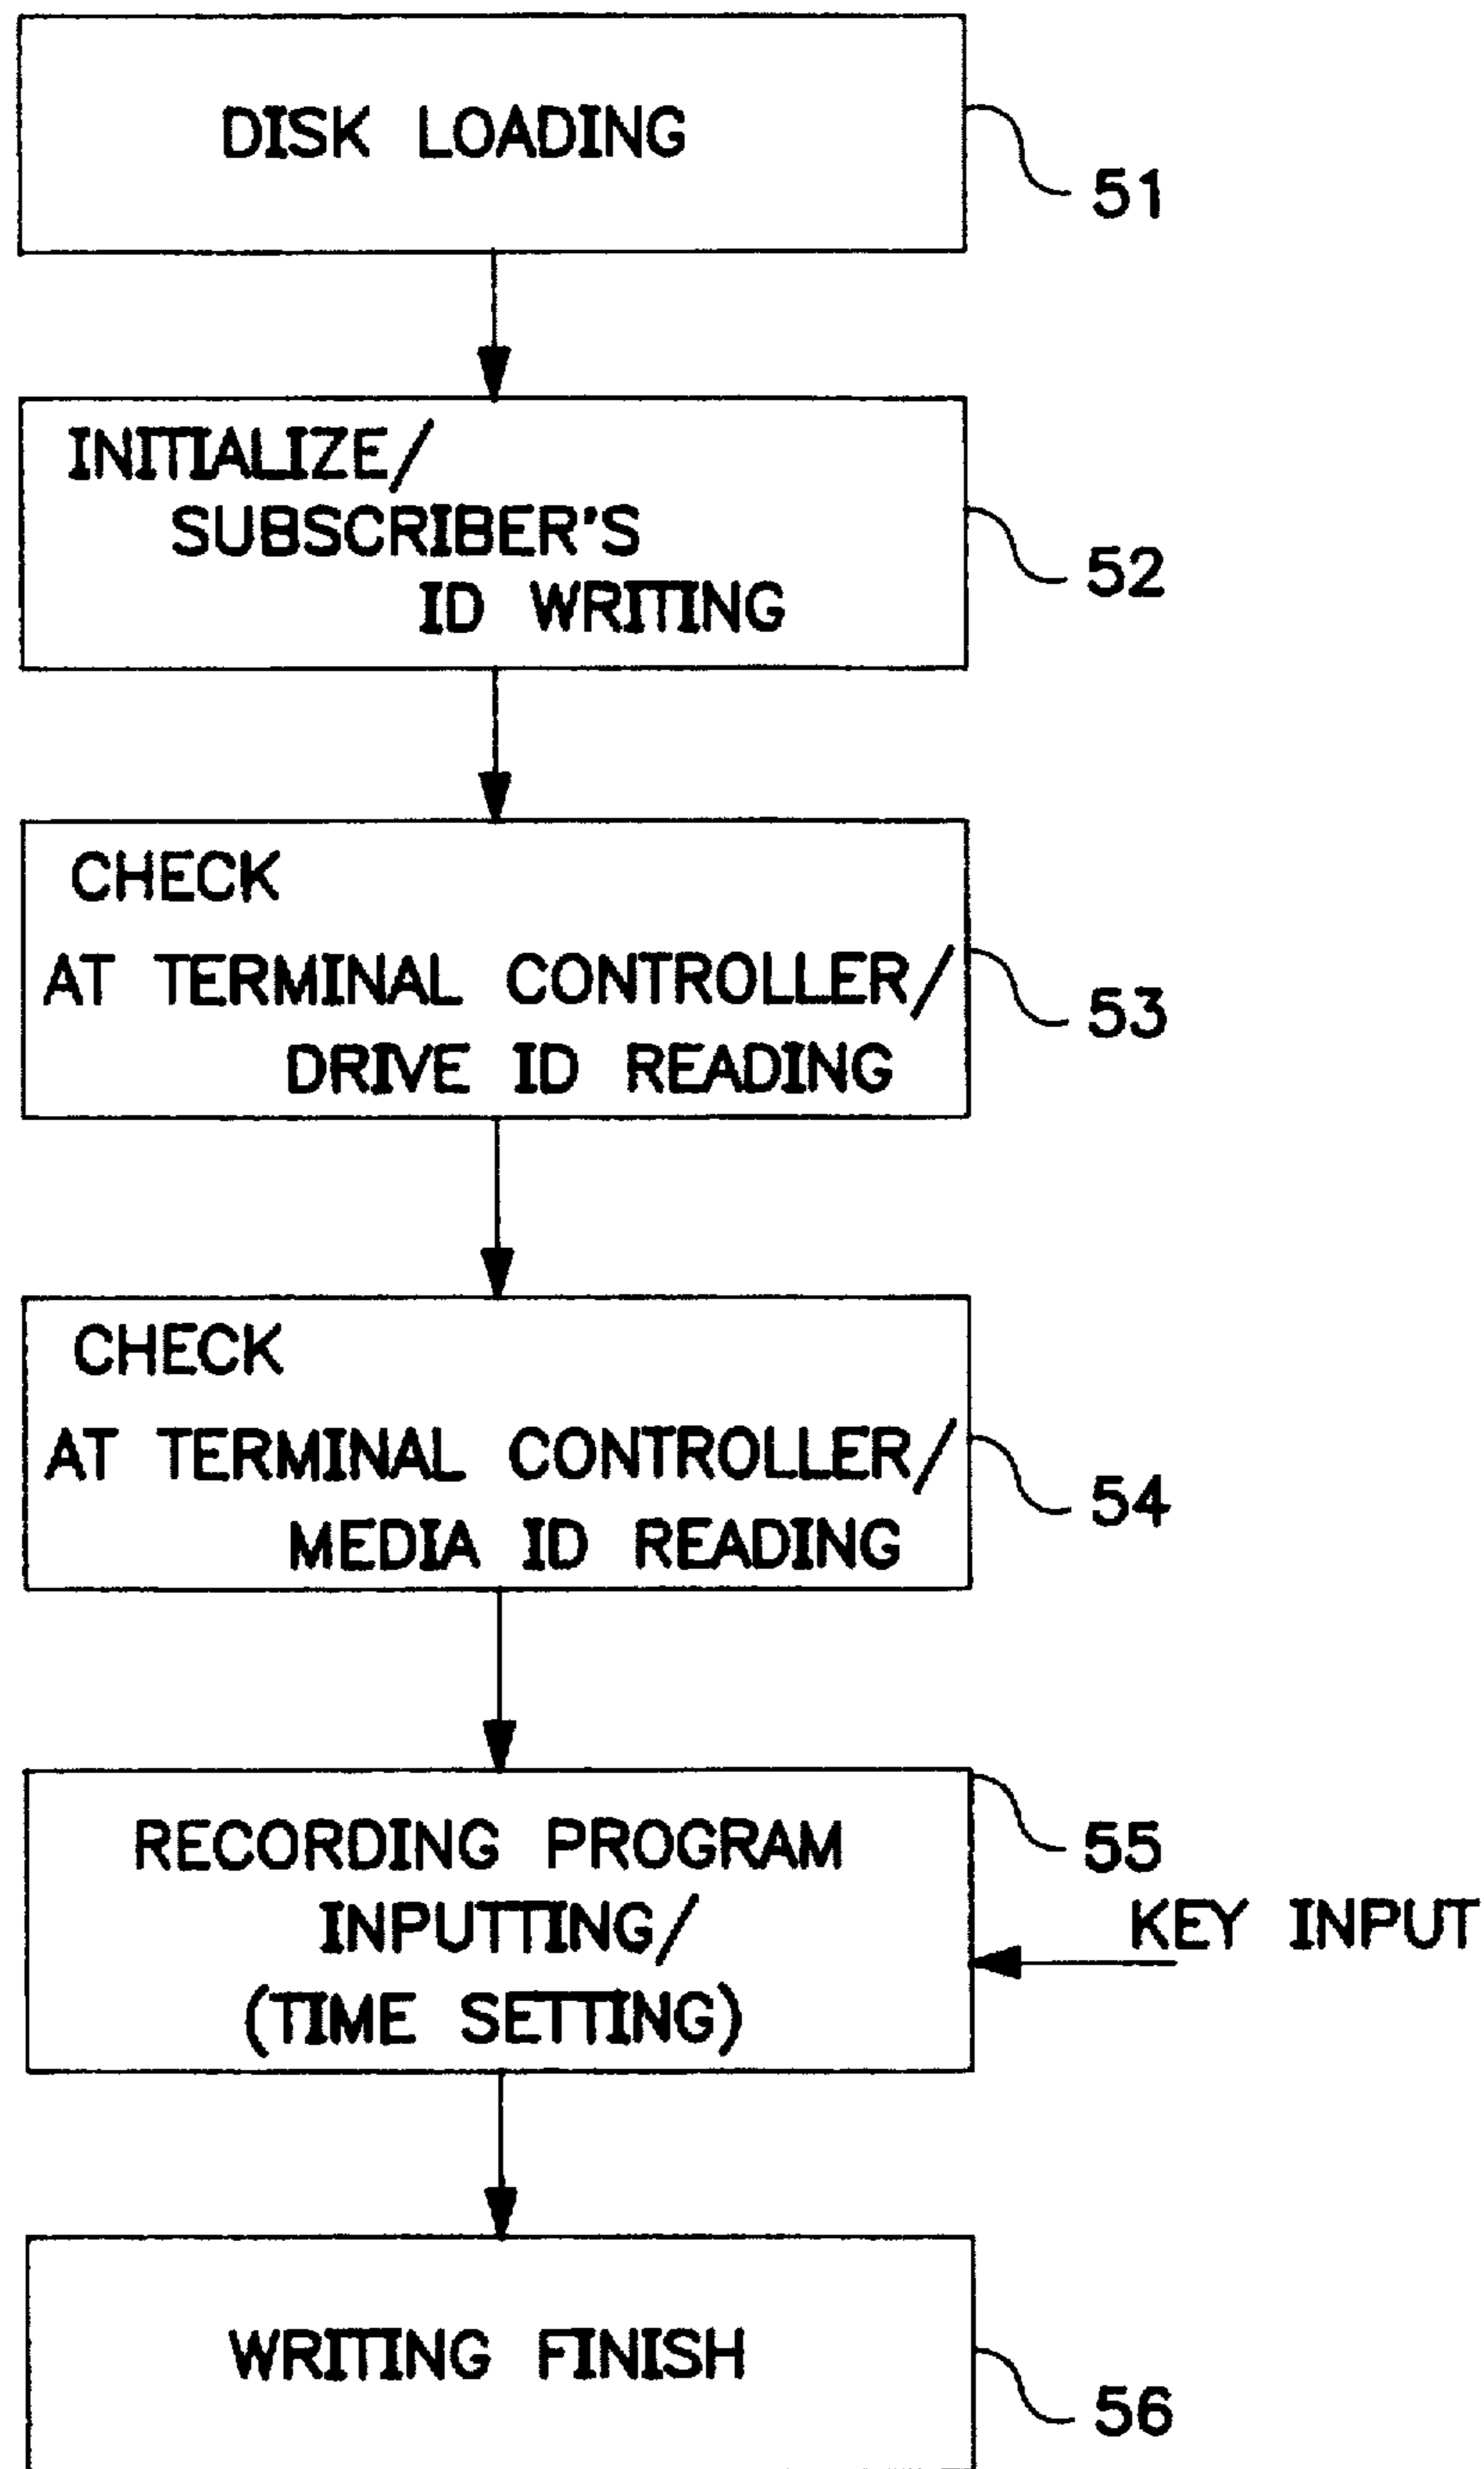 DISK LOADING
51
INITIALIZE/
SUBSCRIBER'S
ID WRITING
52
CHECK
AT TERMINAL CONTROLLER/
DRIVE ID READING
53
CHECK
AT TERMINAL CONTROLLER/
MEDIA ID READING
54
RECORDING PROGRAM
INPUTTING/
(TIME SETTING)
55
KEY INPUT
WRITING FINISH
56